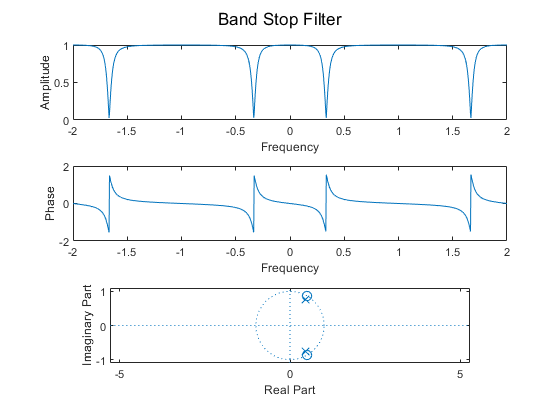 Band Stop Filter
1
0.5
0
Amplitude
-2 -1.5 -1 -0.5 0 0.5 1 1.5 2
Frequency
2
0
-2
Phase
-2 -1.5 -1 -0.5 0 0.5 1 1.5 2
Frequency
1
0
-1
Imaginary Part
-5 0 5
Real Part